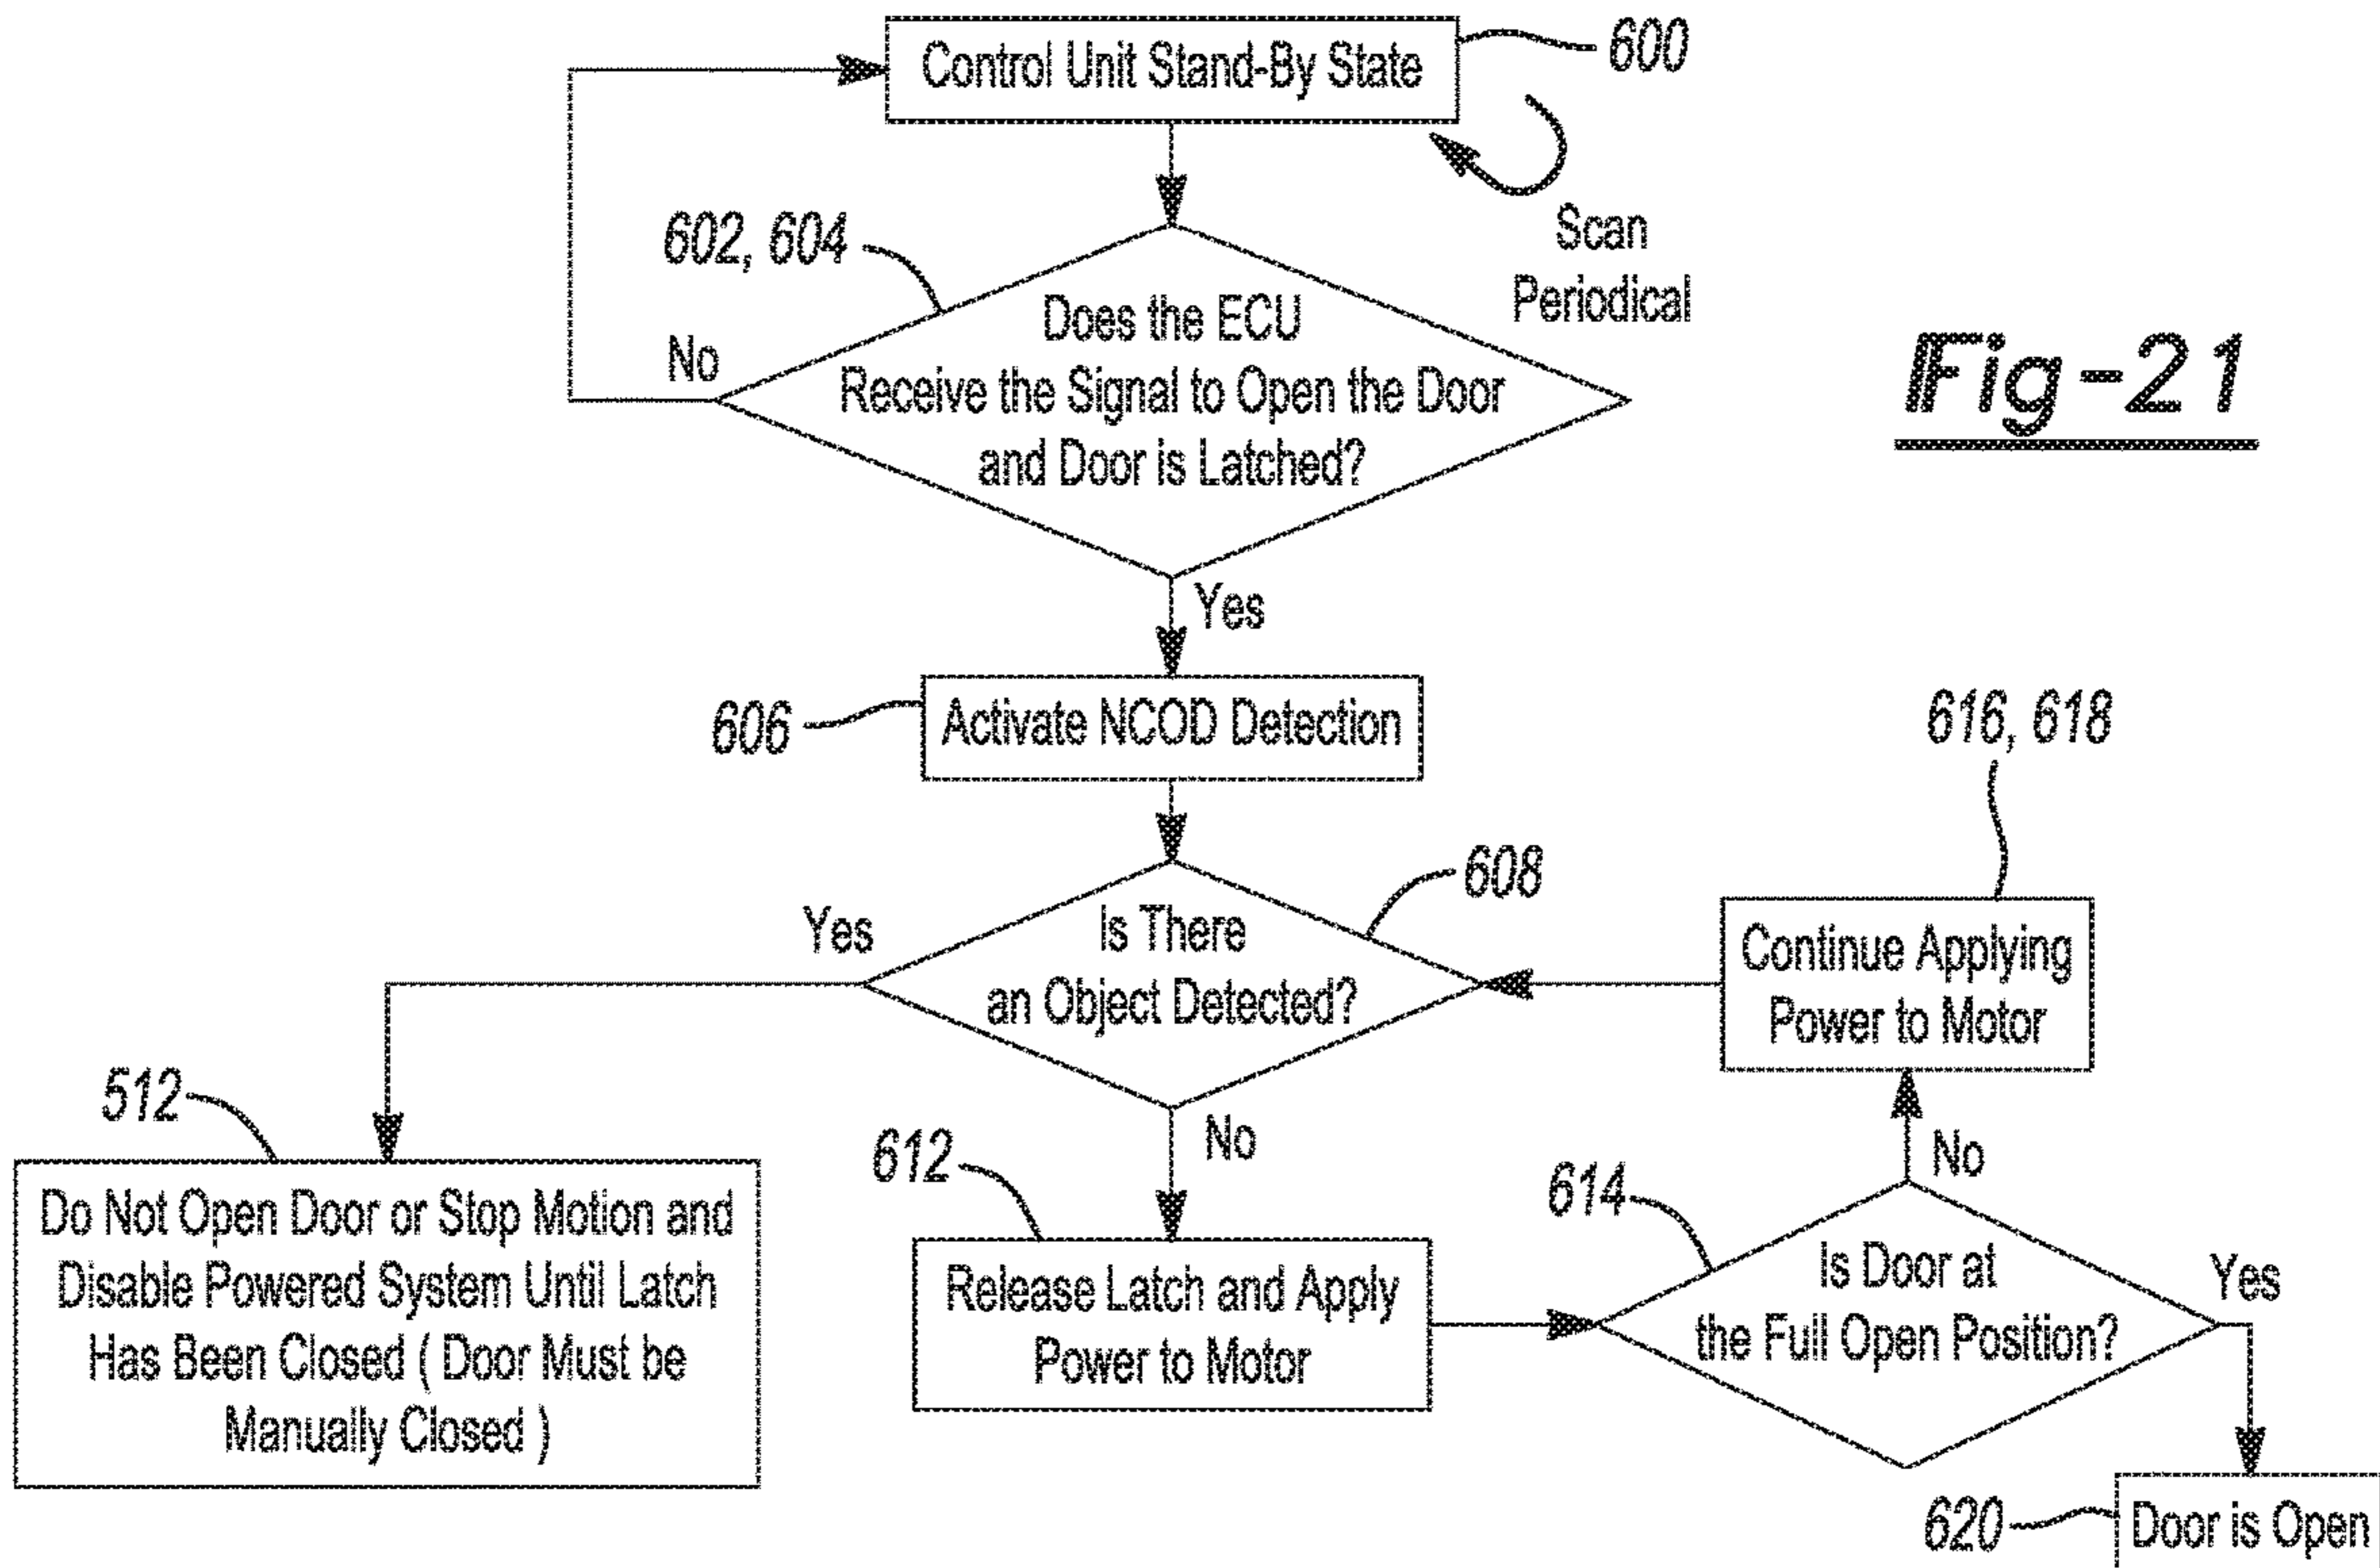 Control Unit Stand-By State
600
Scan
Periodical
602, 604
No
Does the ECU
Receive the Signal to Open the Door
and Door is Latched?
Fig-21
Yes
606
Activate NCOD Detection
616, 618
608
Yes
Is There
an Object Detected?
Continue Applying
Power to Motor
512
No
612
No
614
Do Not Open Door or Stop Motion and
Disable Powered System Until Latch
Has Been Closed ( Door Must be
Manually Closed )
Release Latch and Apply
Power to Motor
Is Door at
the Full Open Position?
Yes
620
Door is Open